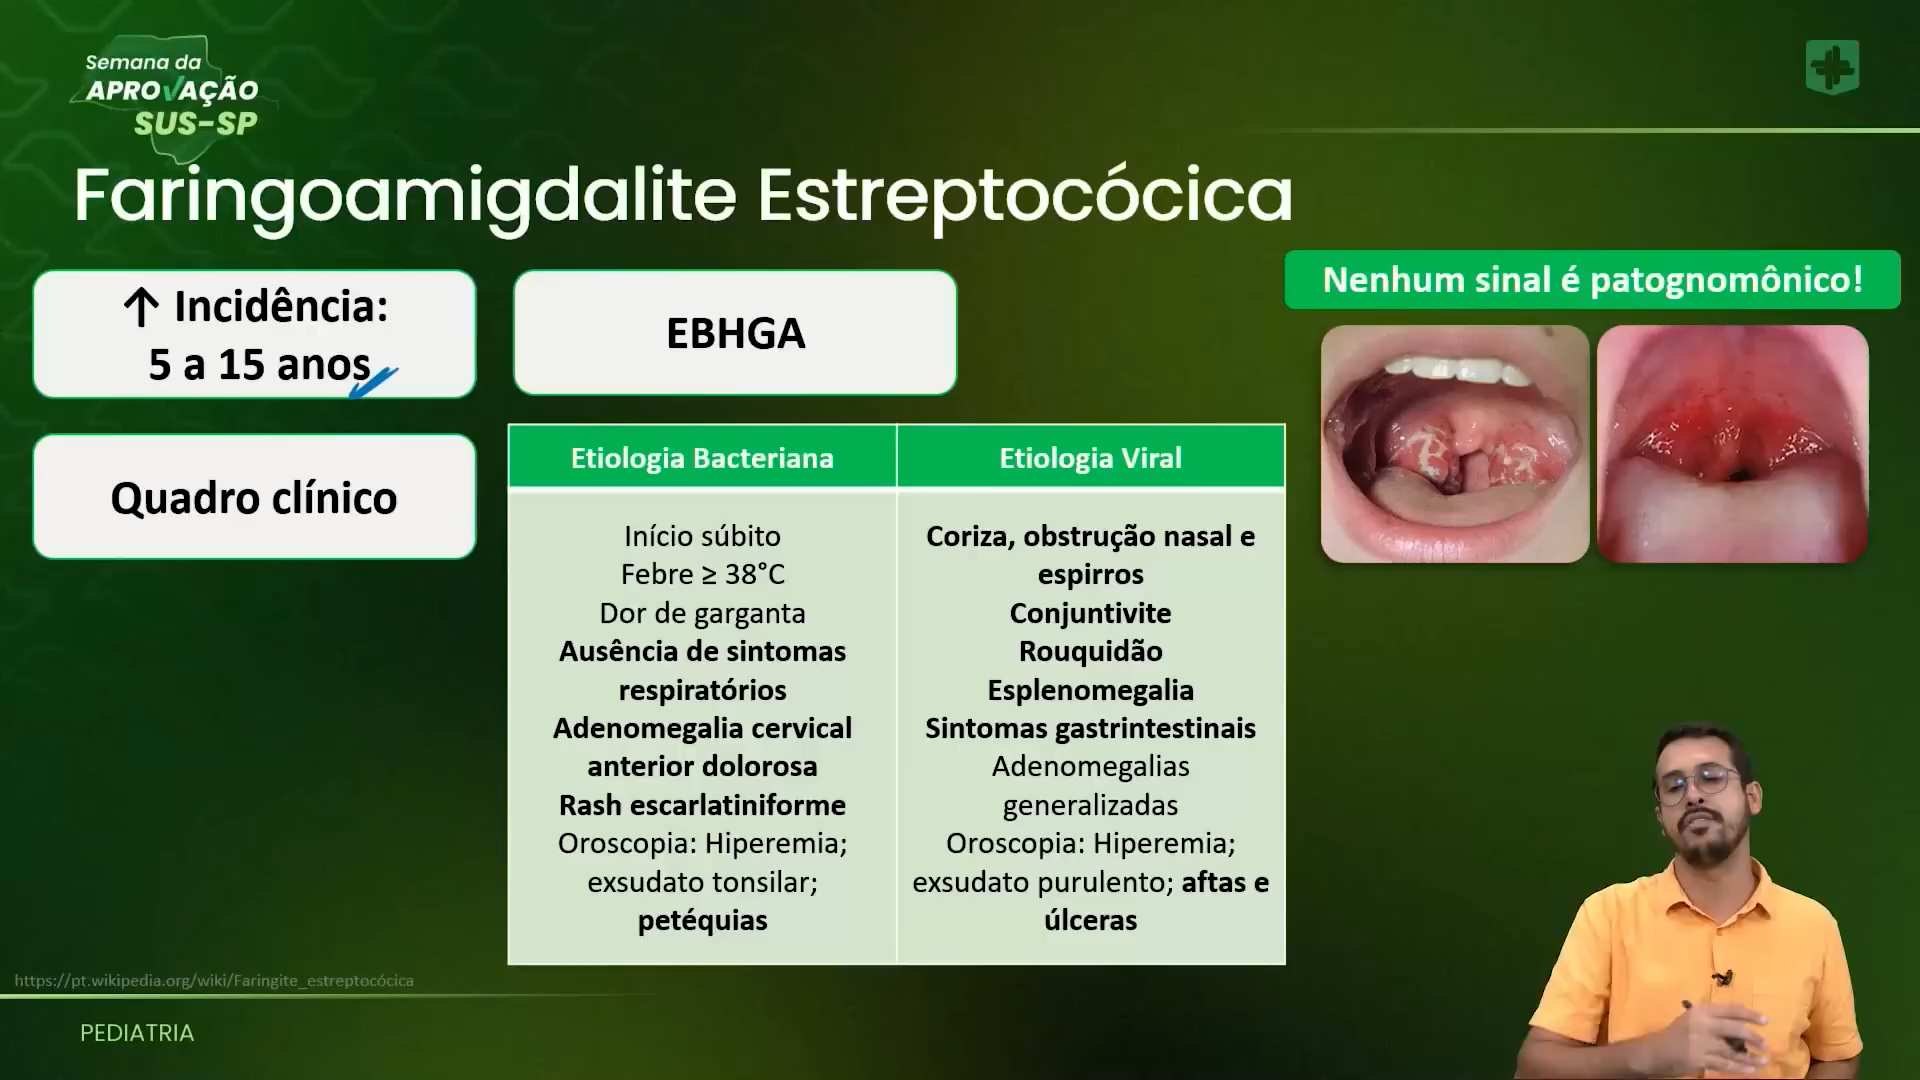 Semana da
APROVAÇÃO
SUS-SP
Faringoamigdalite Estreptocócica
↑ Incidência:
5 a 15 anos
EBHGA
Nenhum sinal é patognomônico!
Quadro clínico
Etiologia Bacteriana
Início súbito
Febre ≥ 38°C
Dor de garganta
Ausência de sintomas
respiratórios
Adenomegalia cervical
anterior dolorosa
Rash escarlatiniforme
Oroscopia: Hiperemia;
exsudato tonsilar;
petéquias
Etiologia Viral
Coriza, obstrução nasal e
espirros
Conjuntivite
Rouquidão
Esplenomegalia
Sintomas gastrintestinais
Adenomegalias
generalizadas
Oroscopia: Hiperemia;
exsudato purulento; aftas e
úlceras
https://pt.wikipedia.org/wiki/Faringite_estreptocócica
PEDIATRIA